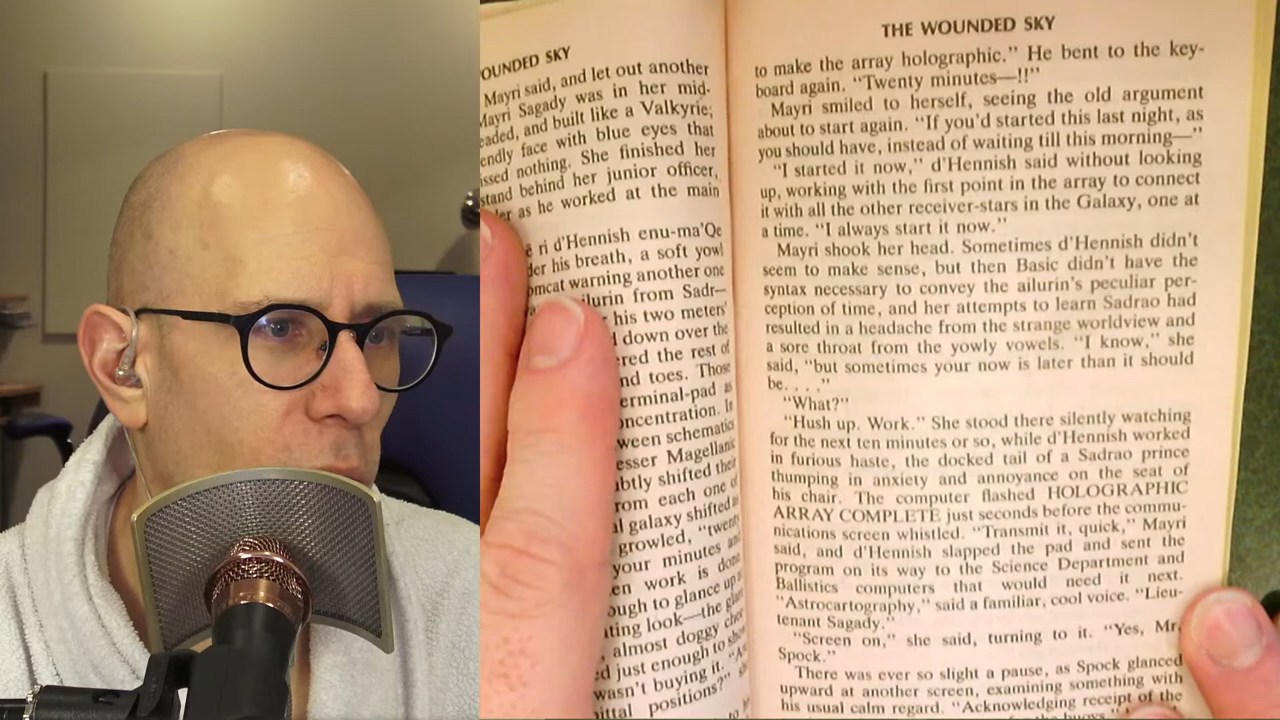 OUNDED SKY
Mayri said, and let out another
Mayri Sagady was in her mid-
eaded, and built like a Valkyrie;
endly face with blue eyes that
issed nothing. She finished her
stand behind her junior officer,
as he worked at the main
ri d'Hennish enu-ma'Qe
his breath, a soft yowl
omcat warning another one
ailurin from Sadr—
his two meters'
down over the
ered the rest of
nd toes. Those
erminal-pad as
oncentration. In
ween schematics
esser Magellanic
btly shifted their
rom each one of
al galaxy shifted
growled, "twenty
your minutes and
en work is done
ough to glance up at
ting look—the
almost doggy
ed just enough to show
wasn't buying it.
ittal positions?"
THE WOUNDED SKY
to make the array holographic." He bent to the key-
board again. "Twenty minutes—!!"
Mayri smiled to herself, seeing the old argument
about to start again. "If you'd started this last night, as
you should have, instead of waiting till this morning—"
"I started it now," d'Hennish said without looking
up, working with the first point in the array to connect
it with all the other receiver-stars in the Galaxy, one at
a time. "I always start it now."
Mayri shook her head. Sometimes d'Hennish didn't
seem to make sense, but then Basic didn't have the
syntax necessary to convey the ailurin's peculiar per-
ception of time, and her attempts to learn Sadrao had
resulted in a headache from the strange worldview and
a sore throat from the yowly vowels. "I know," she
said, "but sometimes your now is later than it should
be. . . ."
"What?"
"Hush up. Work." She stood there silently watching
for the next ten minutes or so, while d'Hennish worked
in furious haste, the docked tail of a Sadrao prince
thumping in anxiety and annoyance on the seat of
his chair. The computer flashed HOLOGRAPHIC
ARRAY COMPLETE just seconds before the commu-
nications screen whistled. "Transmit it, quick," Mayri
said, and d'Hennish slapped the pad and sent the
program on its way to the Science Department and
Ballistics computers that would need it next.
"Astrocartography," said a familiar, cool voice. "Lieu-
tenant Sagady."
"Screen on," she said, turning to it. "Yes, Mr.
Spock."
There was ever so slight a pause, as Spock glanced
upward at another screen, examining something with
his usual calm regard. "Acknowledging receipt of the